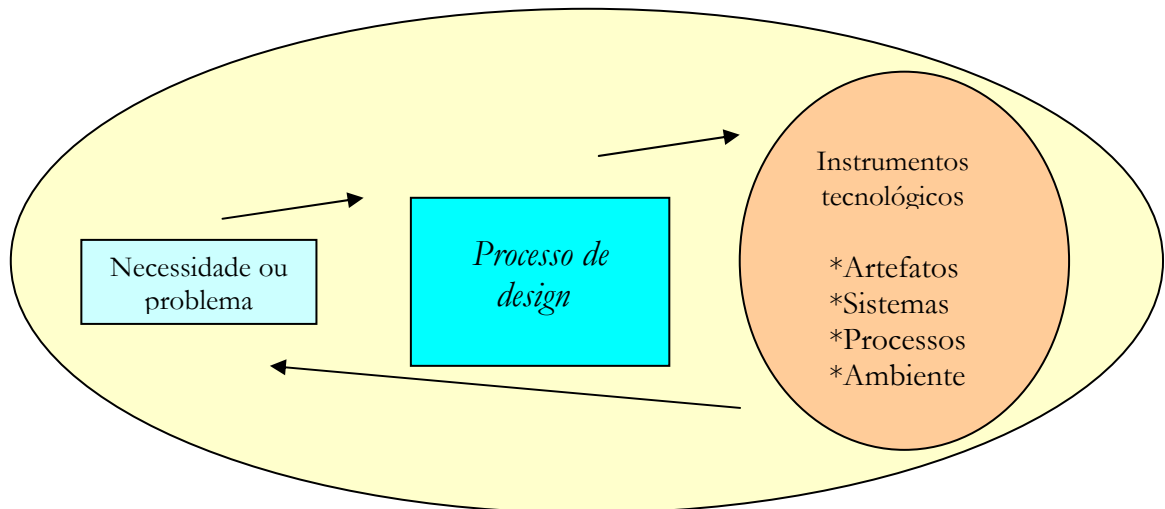 Necessidade ou
problema
Processo de
design
Instrumentos
tecnológicos
*Artefatos
*Sistemas
*Processos
*Ambiente